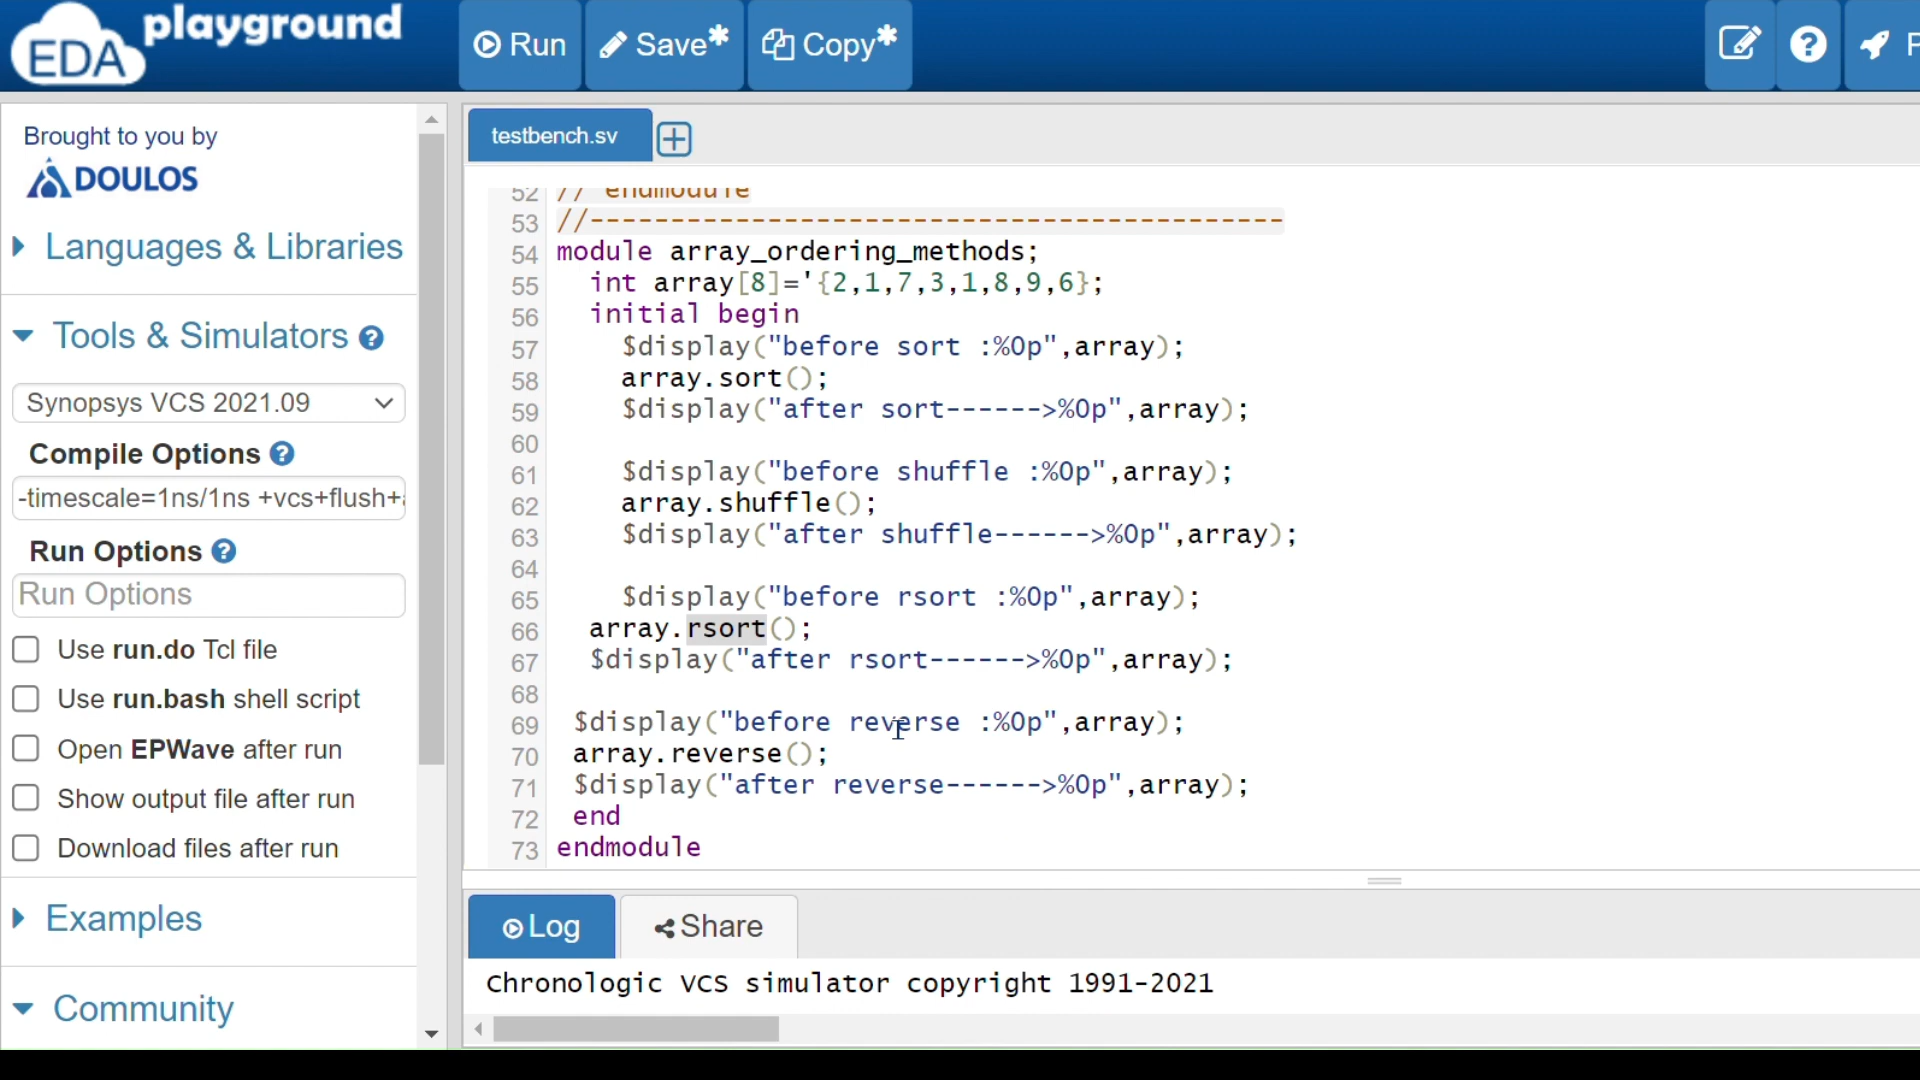 EDA playground
Run
Save*
Copy*
Brought to you by
DOULOS
Languages & Libraries
Tools & Simulators
Synopsys VCS 2021.09
Compile Options
-timescale=1ns/1ns +vcs+flush+
Run Options
Run Options
Use run.do Tcl file
Use run.bash shell script
Open EPWave after run
Show output file after run
Download files after run
Examples
Community
testbench.sv
52 // endmodule
53 //-------------------------------------------
54 module array_ordering_methods;
55 int array[8]='{2,1,7,3,1,8,9,6};
56 initial begin
57 $display("before sort :%0p",array);
58 array.sort();
59 $display("after sort------>%0p",array);
60
61 $display("before shuffle :%0p",array);
62 array.shuffle();
63 $display("after shuffle------>%0p",array);
64
65 $display("before rsort :%0p",array);
66 array.rsort();
67 $display("after rsort------>%0p",array);
68
69 $display("before reverse :%0p",array);
70 array.reverse();
71 $display("after reverse------>%0p",array);
72 end
73 endmodule
Log
Share
Chronologic VCS simulator copyright 1991-2021